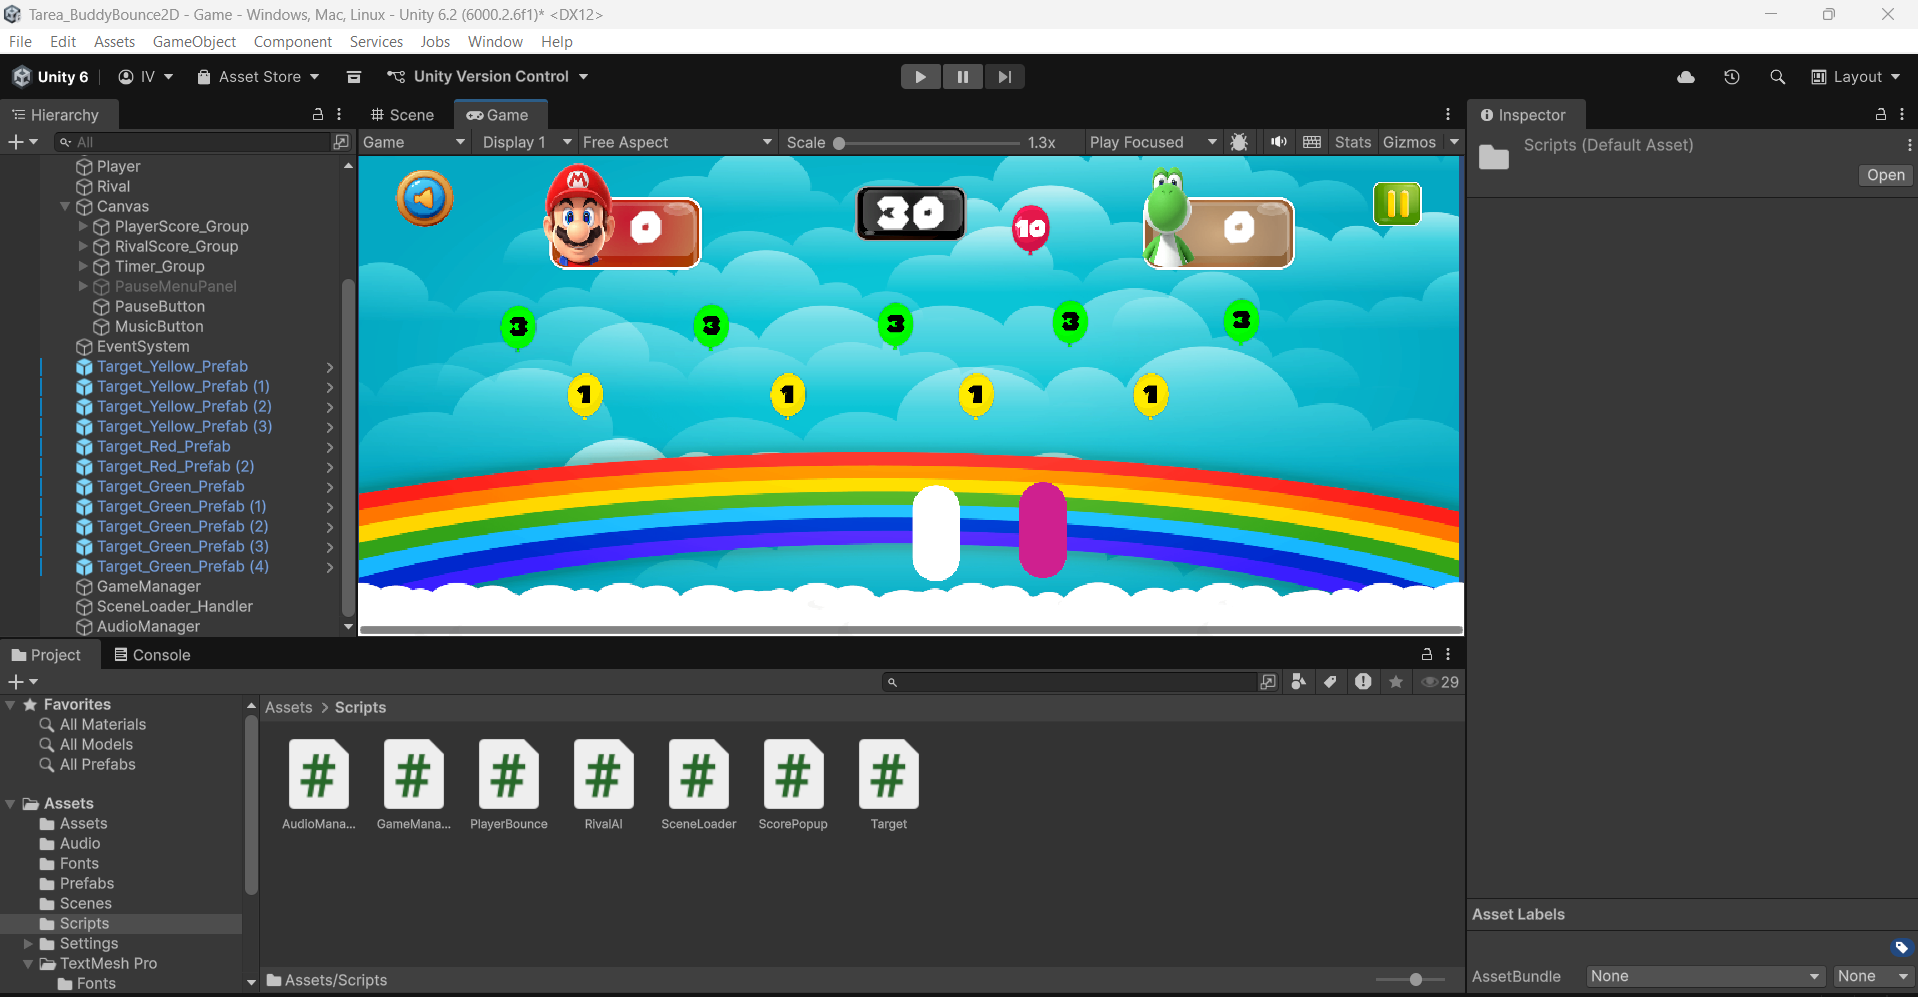 Tarea_BuddyBounce2D - Game - Windows, Mac, Linux - Unity 6.2 (6000.2.6f1)* <DX12>
File Edit Assets GameObject Component Services Jobs Window Help
Unity 6 IV Asset Store Unity Version Control Layout
Hierarchy
All
Player
Rival
Canvas
PlayerScore_Group
RivalScore_Group
Timer_Group
PauseMenuPanel
PauseButton
MusicButton
EventSystem
Target_Yellow_Prefab
Target_Yellow_Prefab (1)
Target_Yellow_Prefab (2)
Target_Yellow_Prefab (3)
Target_Red_Prefab
Target_Red_Prefab (2)
Target_Green_Prefab
Target_Green_Prefab (1)
Target_Green_Prefab (2)
Target_Green_Prefab (3)
Target_Green_Prefab (4)
GameManager
SceneLoader_Handler
AudioManager
Scene Game
Game Display 1 Free Aspect Scale 1.3x Play Focused Stats Gizmos
M 0 30 10 0
3 3 3 3 3
1 1 1 1
Inspector
Scripts (Default Asset)
Open
Project Console
29
Favorites
All Materials
All Models
All Prefabs
Assets
Assets
Audio
Fonts
Prefabs
Scenes
Scripts
Settings
TextMesh Pro
Fonts
Assets > Scripts
# # # # # # #
AudioMana... GameMana... PlayerBounce RivalAI SceneLoader ScorePopup Target
Assets/Scripts
Asset Labels
AssetBundle None None